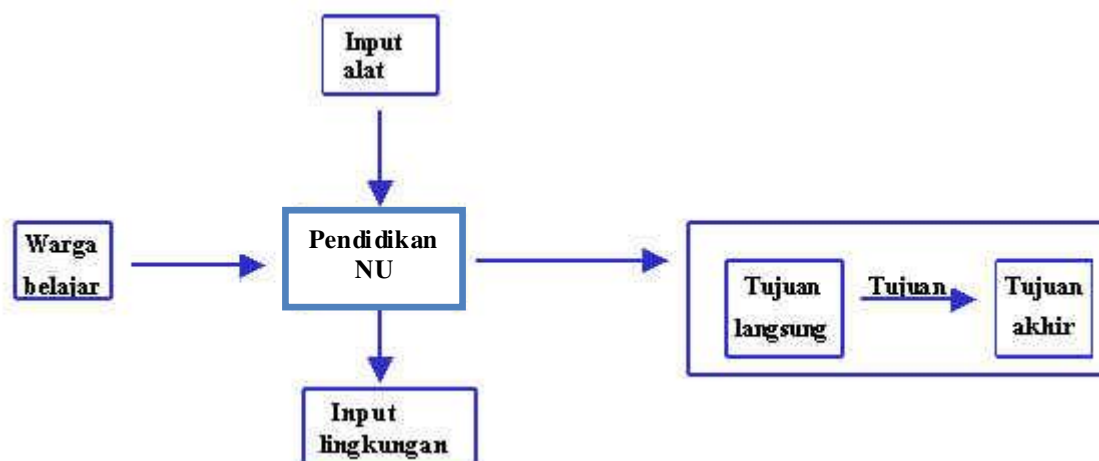 Input
alat
Warga
belajar
Pendidikan
NU
Tujuan
langsung
Tujuan
Tujuan
akhir
Input
lingkungan